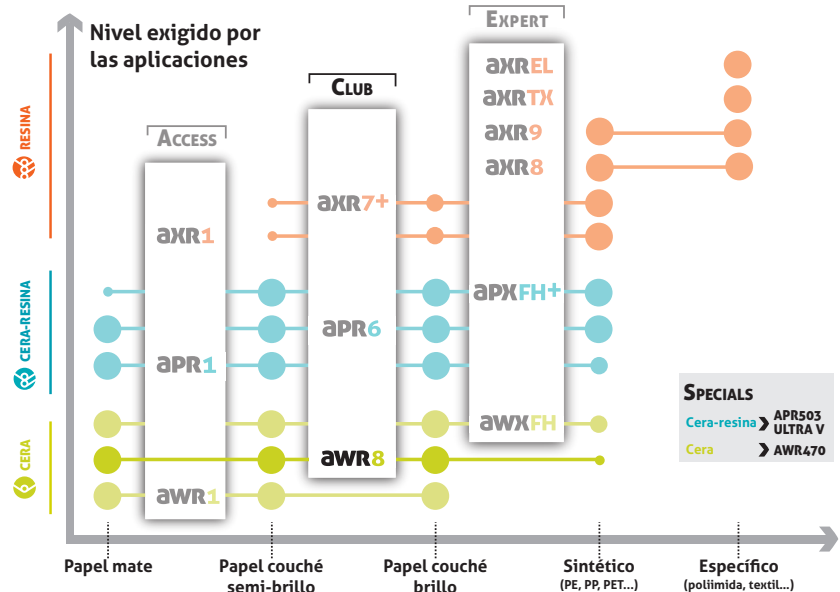 Nivel exigido por
las aplicaciones
EXPERT
CLUB
ACCESS
RESINA
CERA-RESINA
CERA
aXREL
aXRTX
aXR9
aXR8
aXR7+
aXR1
aPXFH+
aPR6
aPR1
aWXFH
aWR8
aWR1
SPECIALS
Cera-resina APR503
ULTRA V
Cera AWR470
Papel mate
Papel couché
semi-brillo
Papel couché
brillo
Sintético
(PE, PP, PET...)
Específico
(poliimida, textil...)